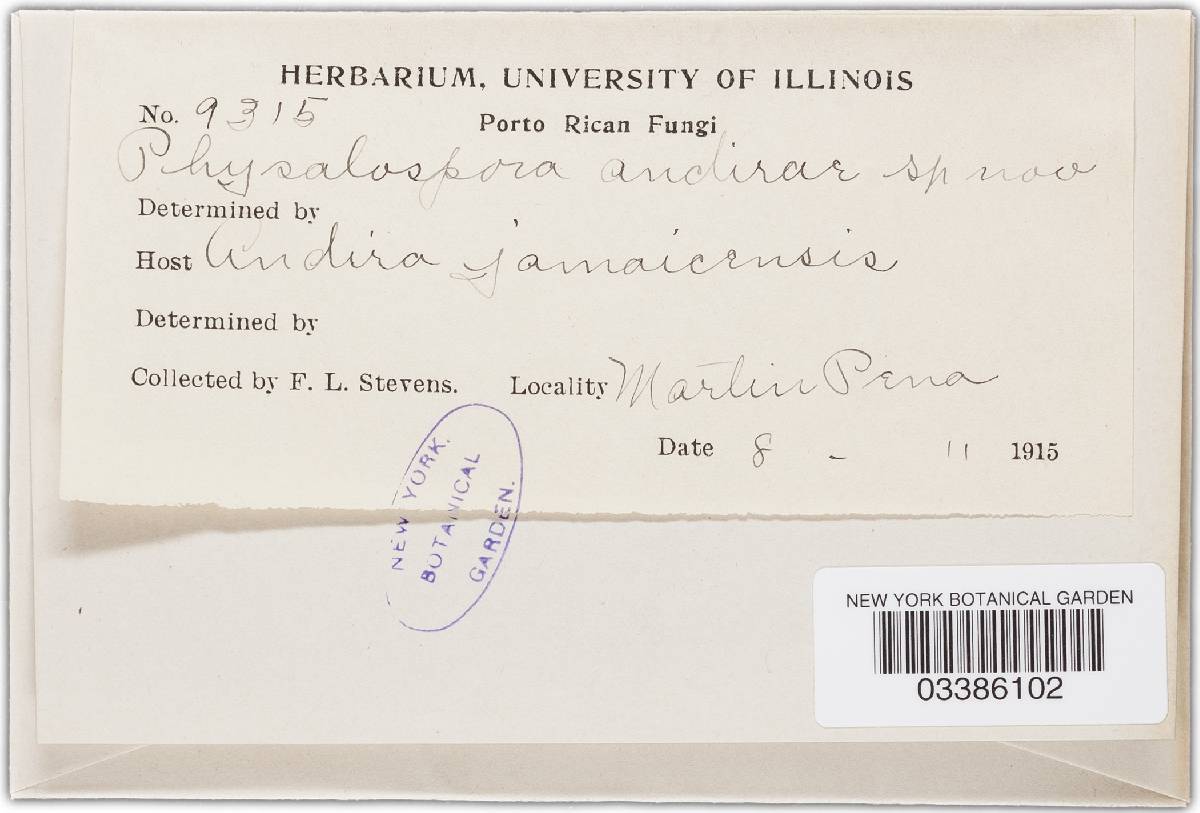 HERBARIUM, UNIVERSITY OF ILLINOIS
No. 9315
Porto Rican Fungi
Physalospora andirae sp nov
Determined by
Host Andira jamaicensis
Determined by
Collected by F. L. Stevens. Locality Martin Pena
Date 8 - 11 1915
NEW YORK.
BOTANICAL
GARDEN.
NEW YORK BOTANICAL GARDEN
03386102